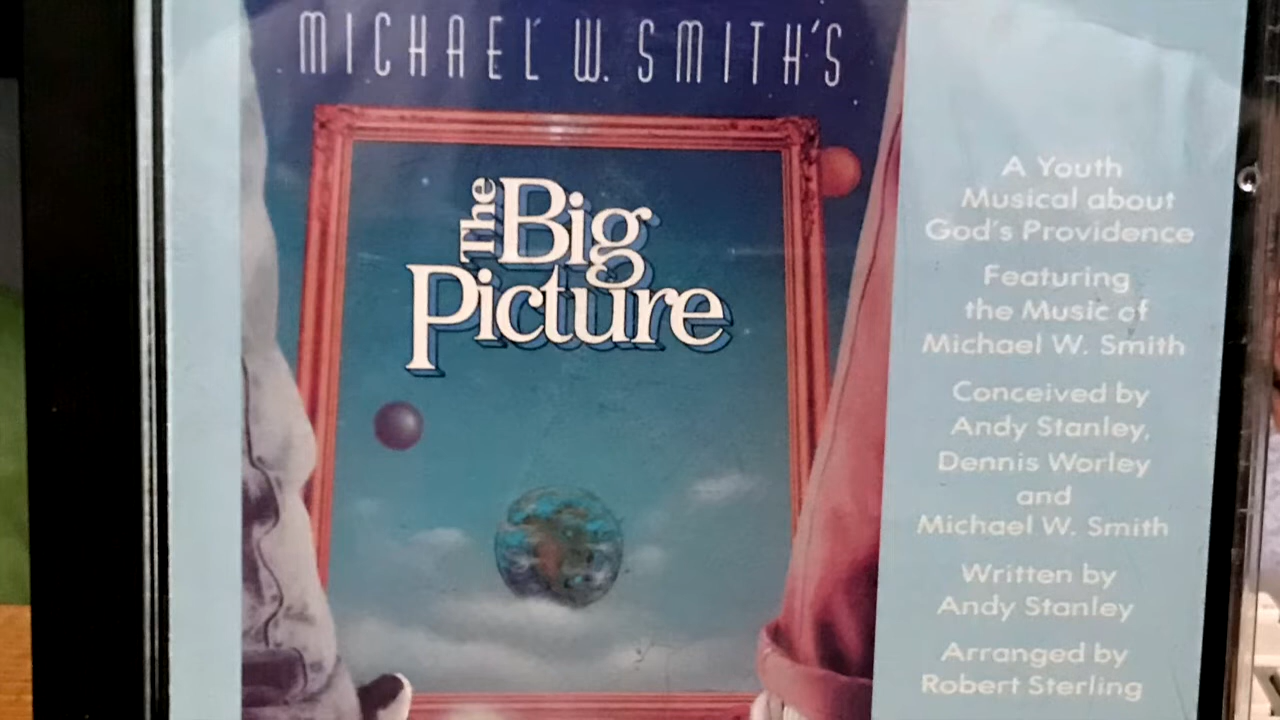 MICHAEL W. SMITH'S
The Big
Picture
A Youth
Musical about
God's Providence
Featuring
the Music of
Michael W. Smith
Conceived by
Andy Stanley,
Dennis Worley
and
Michael W. Smith
Written by
Andy Stanley
Arranged by
Robert Sterling